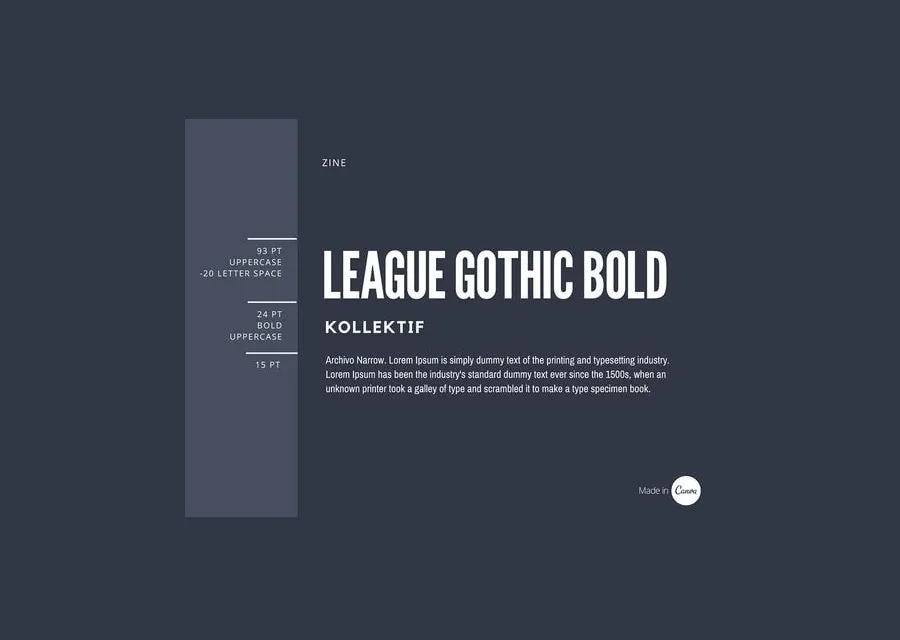 ZINE
93 PT
UPPERCASE
-20 LETTER SPACE
LEAGUE GOTHIC BOLD
24 PT
BOLD
UPPERCASE
KOLLEKTIF
15 PT
Archivo Narrow. Lorem Ipsum is simply dummy text of the printing and typesetting industry.
Lorem Ipsum has been the industry's standard dummy text ever since the 1500s, when an
unknown printer took a galley of type and scrambled it to make a type specimen book.
Made in Canva